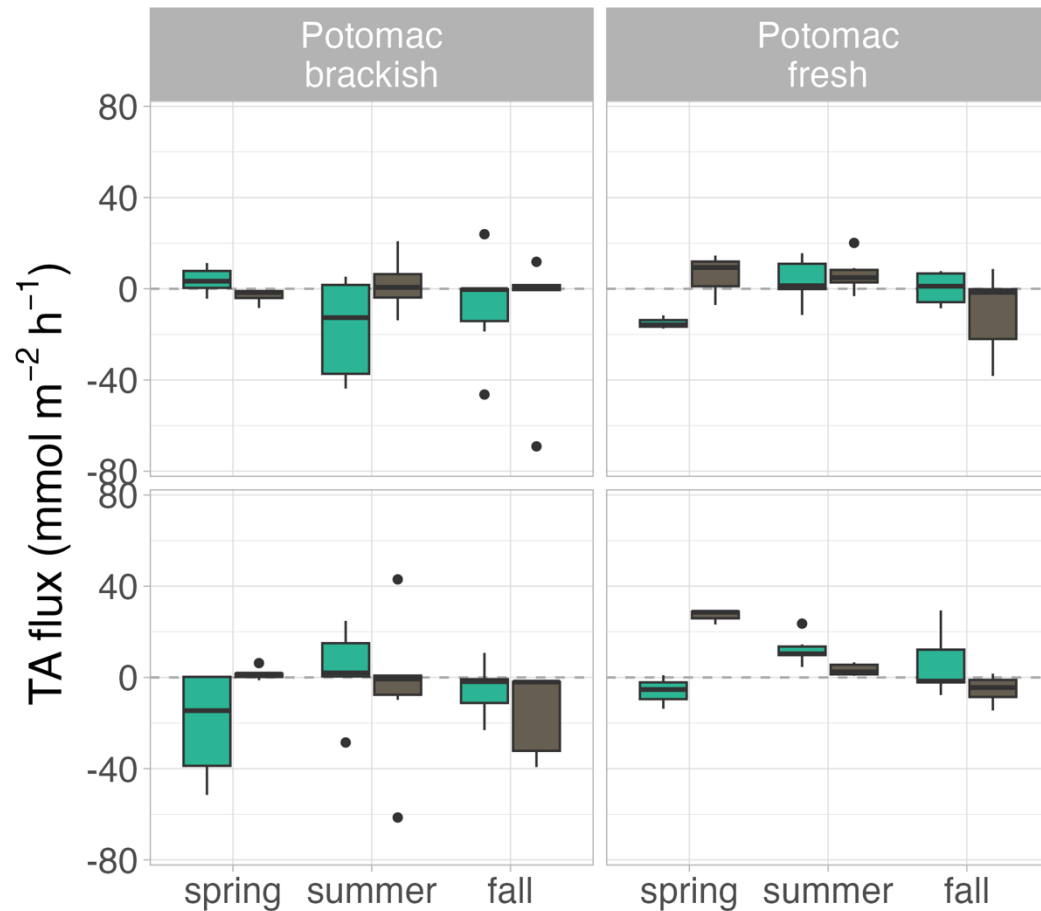 Potomac
brackish
Potomac
fresh
TA flux (mmol m⁻² h⁻¹)
80
40
0
-40
-80
80
40
0
-40
-80
spring summer fall
spring summer fall